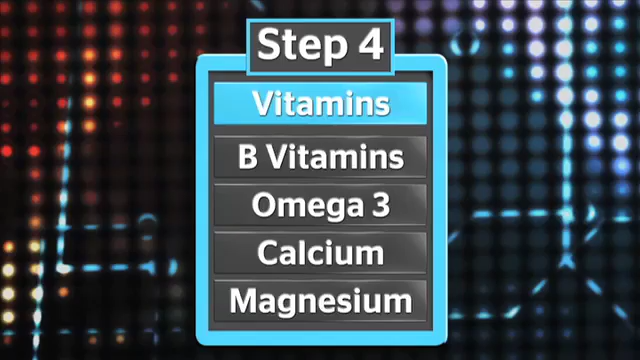 Step 4
Vitamins
B Vitamins
Omega 3
Calcium
Magnesium